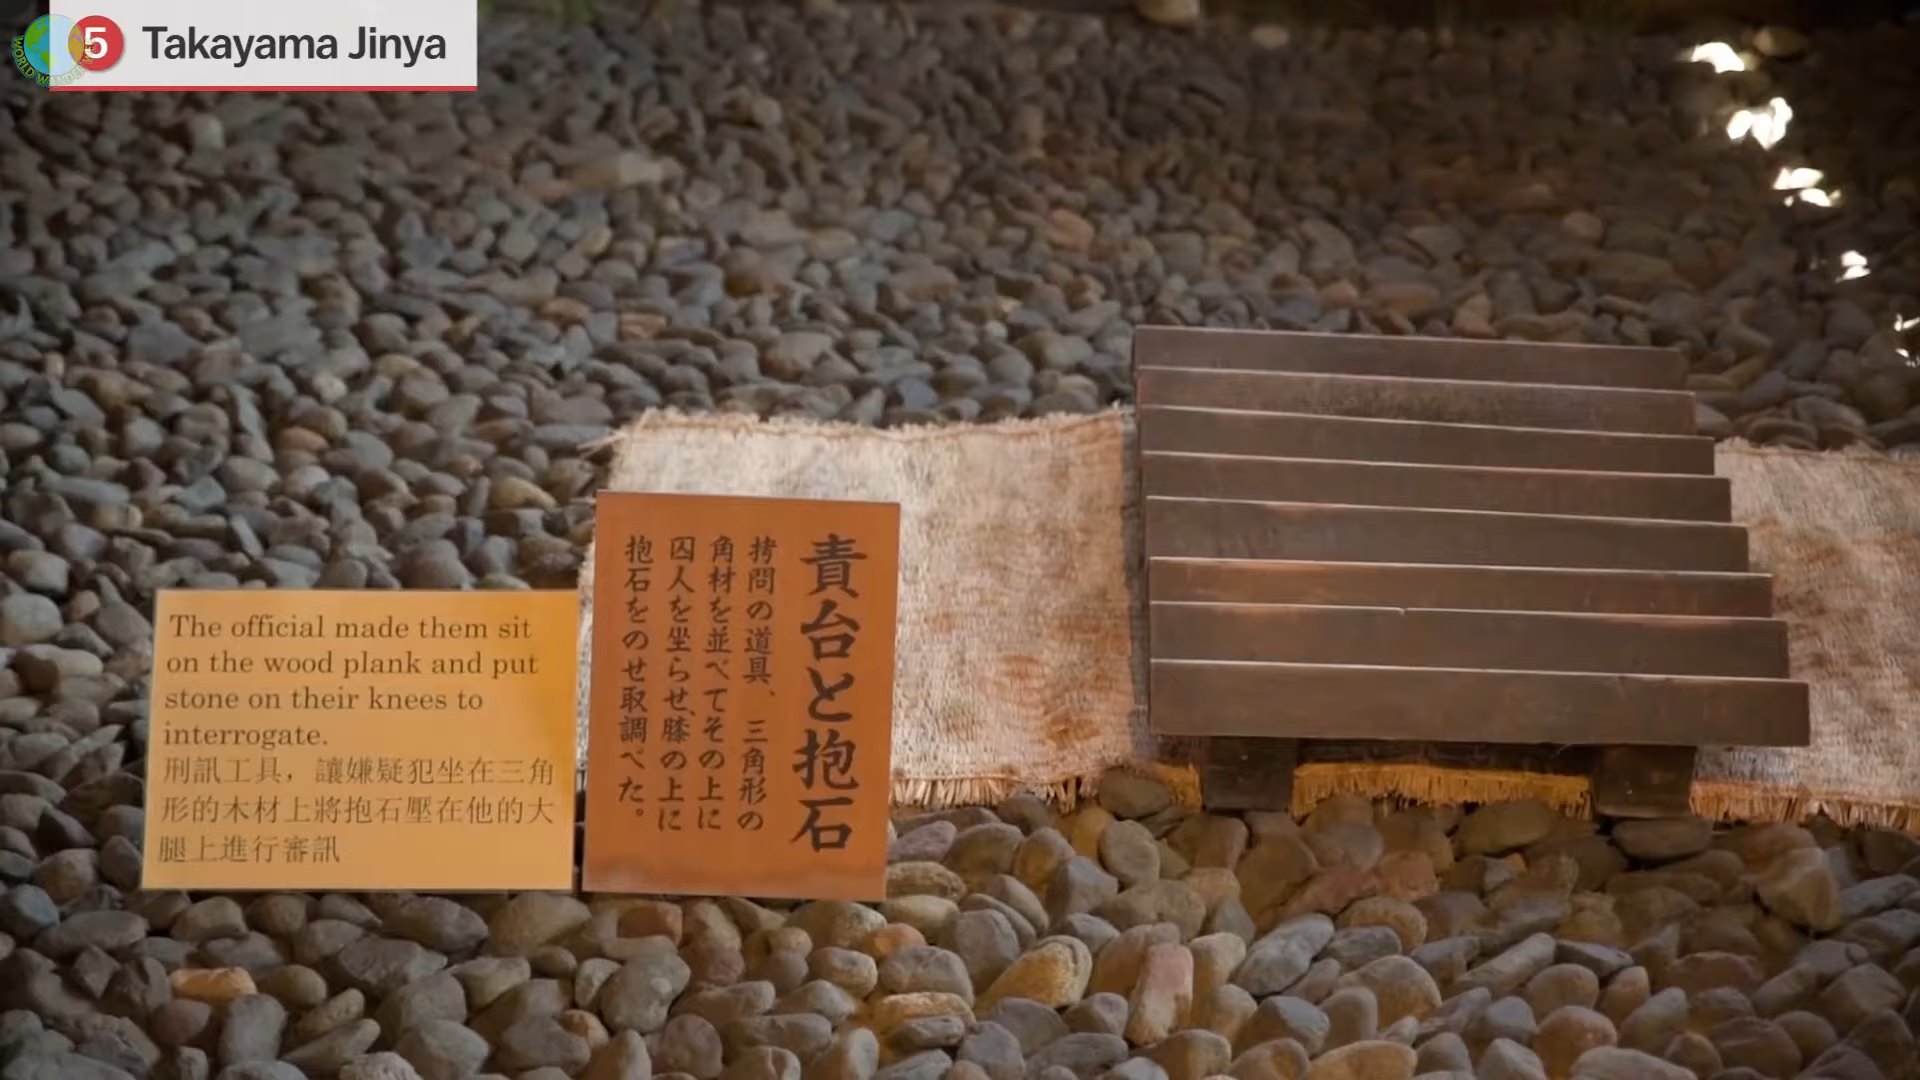 5 Takayama Jinya
WORLD WANDER
The official made them sit
on the wood plank and put
stone on their knees to
interrogate.
刑訊工具，讓嫌疑犯坐在三角
形的木材上將抱石壓在他的大
腿上進行審訊
責台と抱石
拷問の道具、三角形の
角材を並べてその上に
囚人を坐らせ、膝の上に
抱石をのせ取調べた。